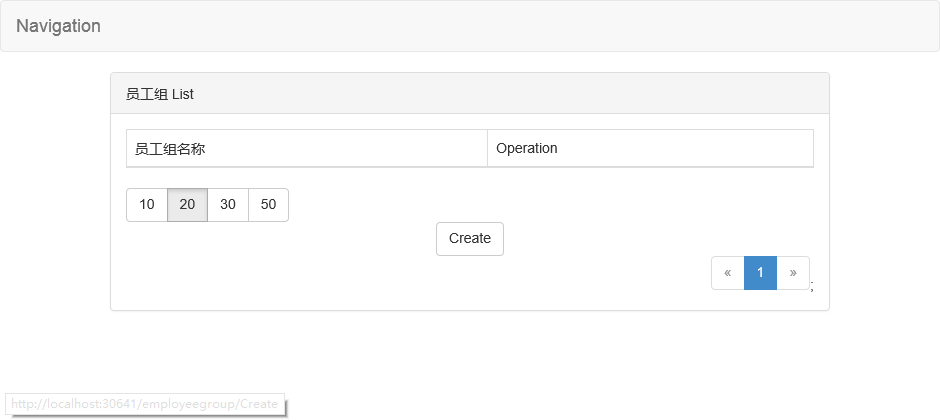 Navigation
员工组 List
员工组名称 Operation
10 20 30 50
Create
« 1 » ;
http://localhost:30641/employeegroup/Create